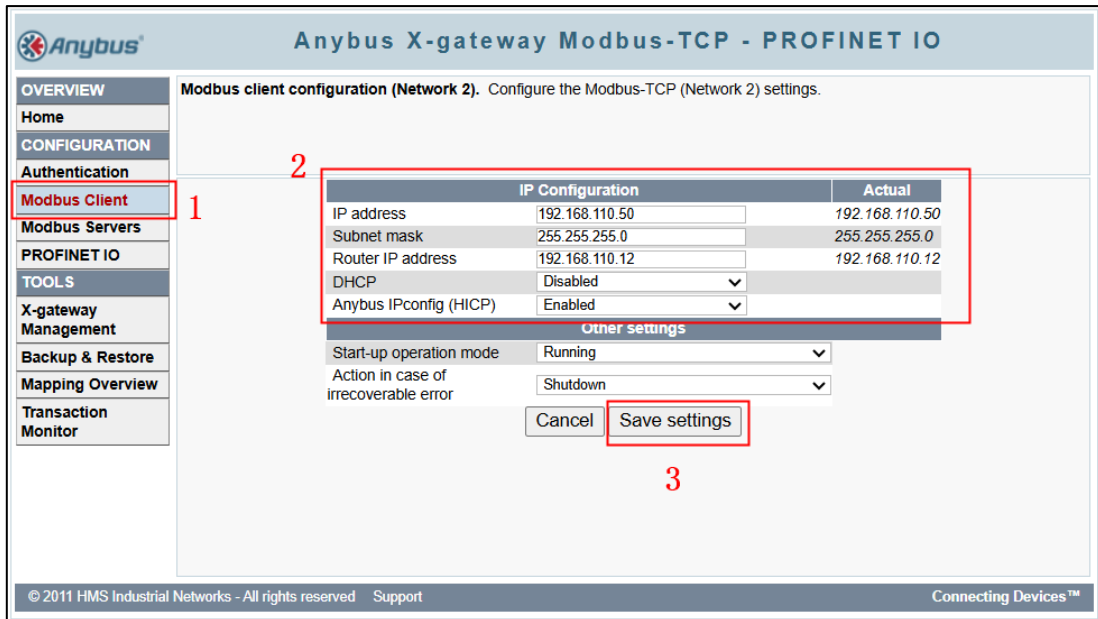 Anybus®
Anybus X-gateway Modbus-TCP - PROFINET IO
OVERVIEW
Home
CONFIGURATION
Authentication
Modbus Client
Modbus Servers
PROFINET IO
TOOLS
X-gateway
Management
Backup & Restore
Mapping Overview
Transaction
Monitor
Modbus client configuration (Network 2). Configure the Modbus-TCP (Network 2) settings.
1
2
IP Configuration Actual
IP address 192.168.110.50 192.168.110.50
Subnet mask 255.255.255.0 255.255.255.0
Router IP address 192.168.110.12 192.168.110.12
DHCP Disabled
Anybus IPconfig (HICP) Enabled
Other settings
Start-up operation mode Running
Action in case of
irrecoverable error Shutdown
Cancel Save settings
3
© 2011 HMS Industrial Networks - All rights reserved Support Connecting Devices™